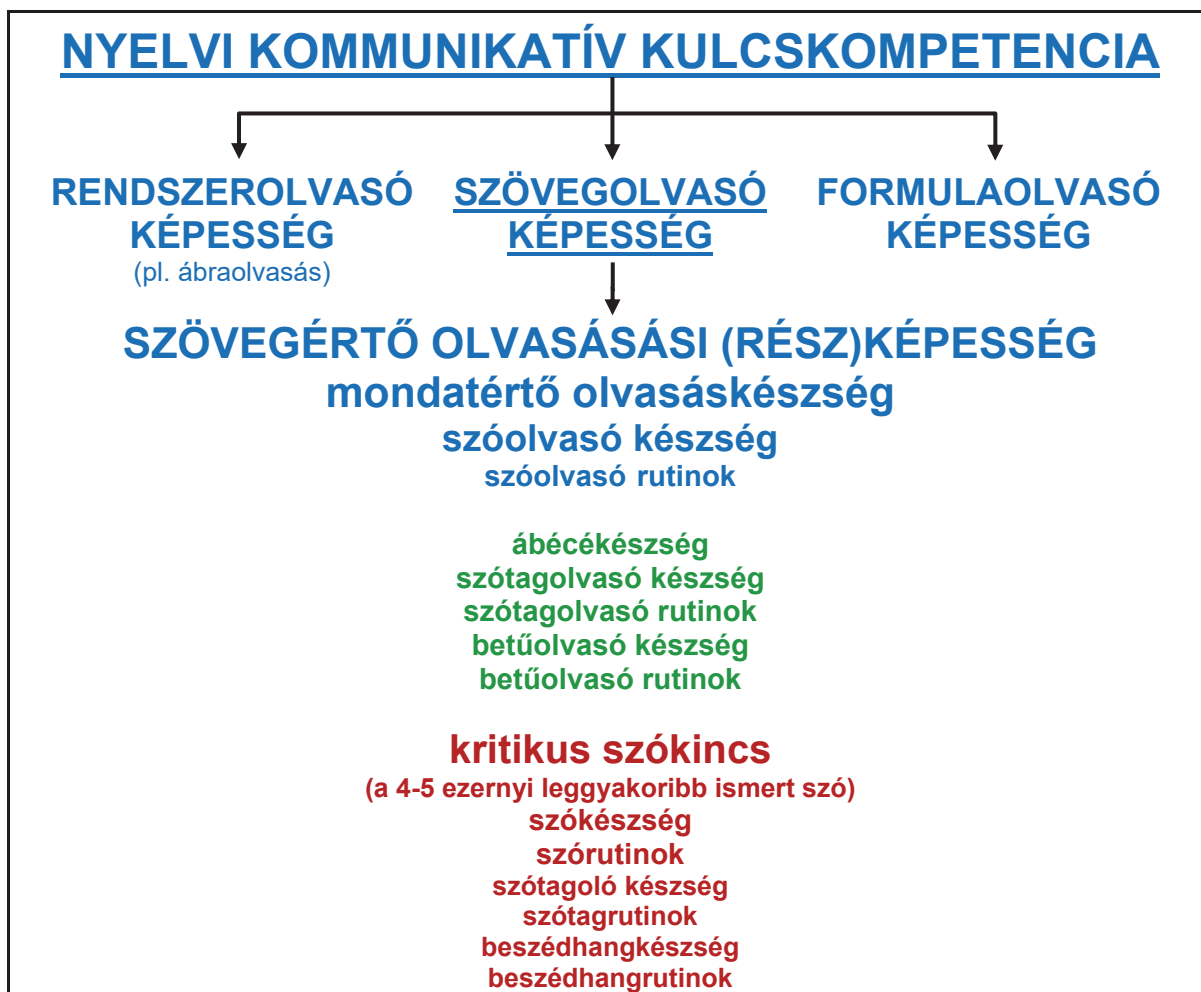 NYELVI KOMMUNIKATÍV KULCSKOMPETENCIA
RENDSZEROLVASÓ
KÉPESSÉG
(pl. ábraolvasás)
SZÖVEGOLVASÓ
KÉPESSÉG
FORMULAOLVASÓ
KÉPESSÉG
SZÖVEGÉRTŐ OLVASÁSÁSI (RÉSZ)KÉPESSÉG
mondatértő olvasáskészség
szóolvasó készség
szóolvasó rutinok
ábécékészség
szótagolvasó készség
szótagolvasó rutinok
betűolvasó készség
betűolvasó rutinok
kritikus szókincs
(a 4-5 ezernyi leggyakoribb ismert szó)
szókészség
szórutinok
szótagoló készség
szótagrutinok
beszédhangkészség
beszédhangrutinok